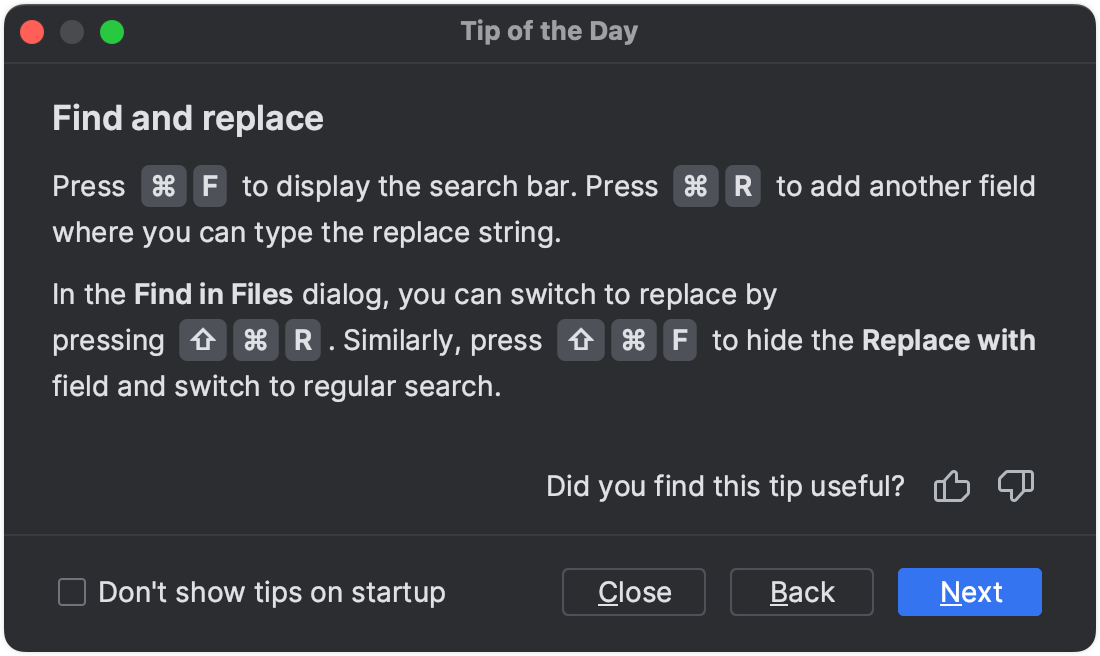 Tip of the Day
Find and replace
Press ⌘ F to display the search bar. Press ⌘ R to add another field
where you can type the replace string.
In the Find in Files dialog, you can switch to replace by
pressing ⇧ ⌘ R . Similarly, press ⇧ ⌘ F to hide the Replace with
field and switch to regular search.
Did you find this tip useful?
Don't show tips on startup Close Back Next